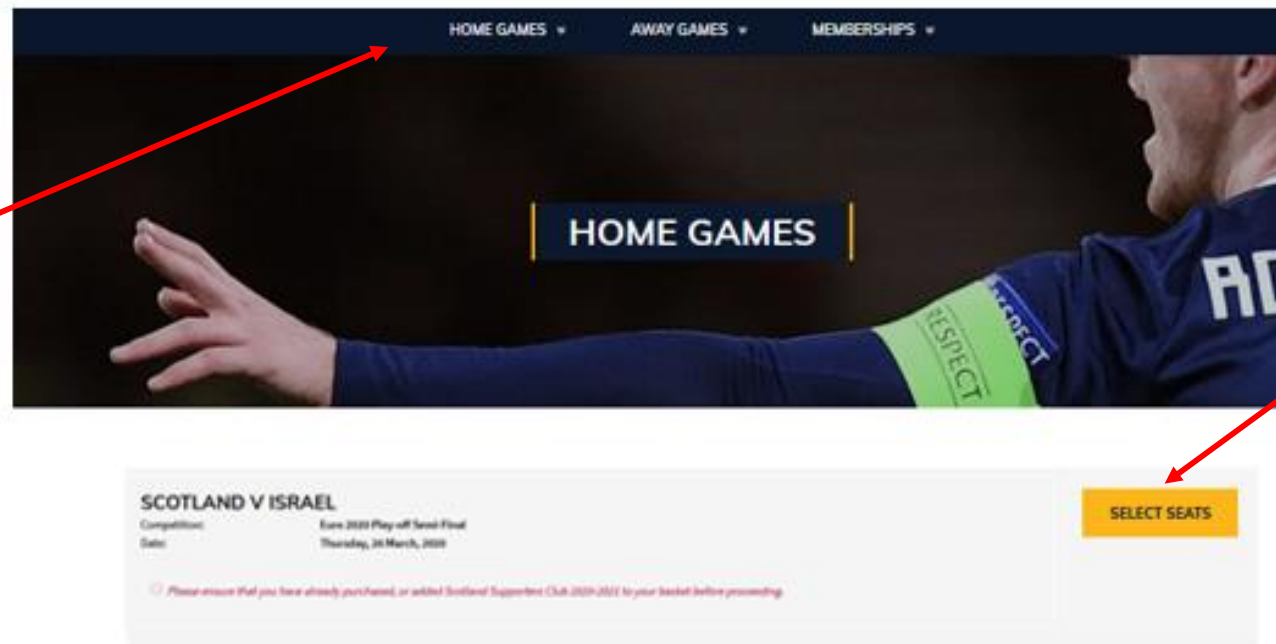 HOME GAMES AWAY GAMES MEMBERSHIPS
HOME GAMES
RESPECT
RESPECT
SCOTLAND V ISRAEL
SELECT SEATS
Competition: Euro 2020 Play-off Semi-Final
Date: Thursday, 26 March, 2020
Please ensure that you have already purchased, or added Scotland Supporters Club 2020-2021 to your basket before proceeding.